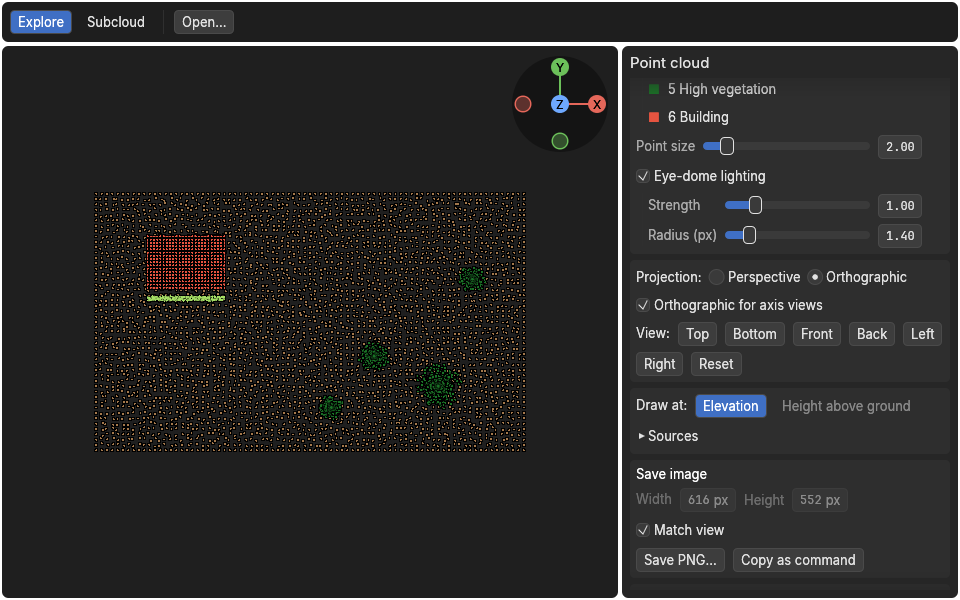 Explore Subcloud Open...
Y
Z X
Point cloud
5 High vegetation
6 Building
Point size 2.00
Eye-dome lighting
Strength 1.00
Radius (px) 1.40
Projection: Perspective Orthographic
Orthographic for axis views
View: Top Bottom Front Back Left
Right Reset
Draw at: Elevation Height above ground
Sources
Save image
Width 616 px Height 552 px
Match view
Save PNG... Copy as command